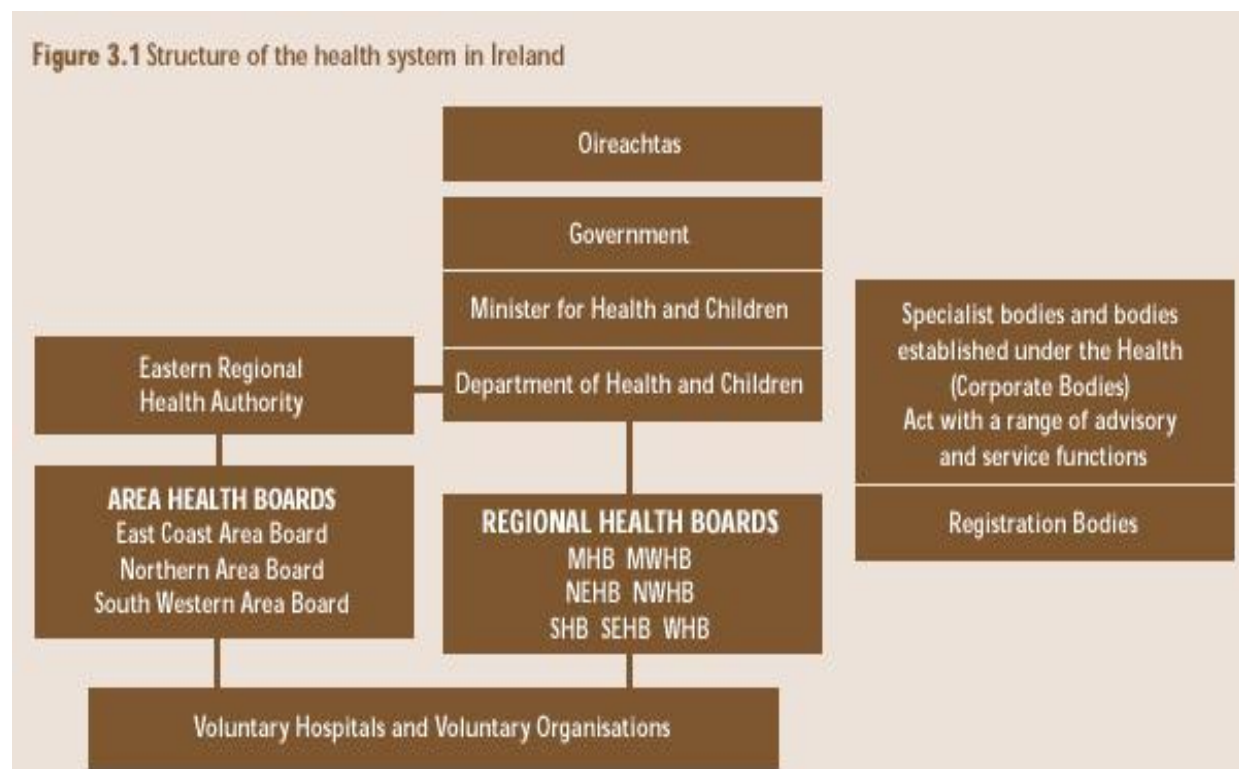 Figure 3.1 Structure of the health system in Ireland
Oireachtas
Government
Minister for Health and Children
Department of Health and Children
Eastern Regional
Health Authority
AREA HEALTH BOARDS
East Coast Area Board
Northern Area Board
South Western Area Board
REGIONAL HEALTH BOARDS
MHB MWHB
NEHB NWHB
SHB SEHB WHB
Specialist bodies and bodies
established under the Health
(Corporate Bodies)
Act with a range of advisory
and service functions
Registration Bodies
Voluntary Hospitals and Voluntary Organisations